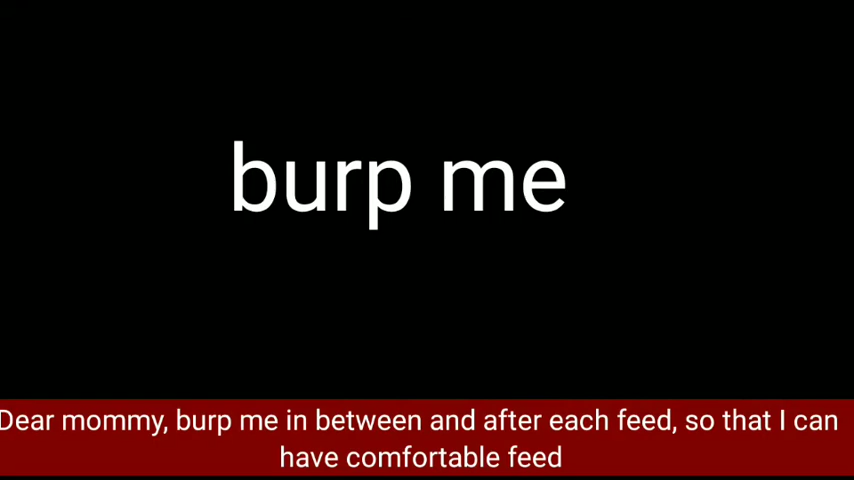 burp me
Dear mommy, burp me in between and after each feed, so that I can
have comfortable feed